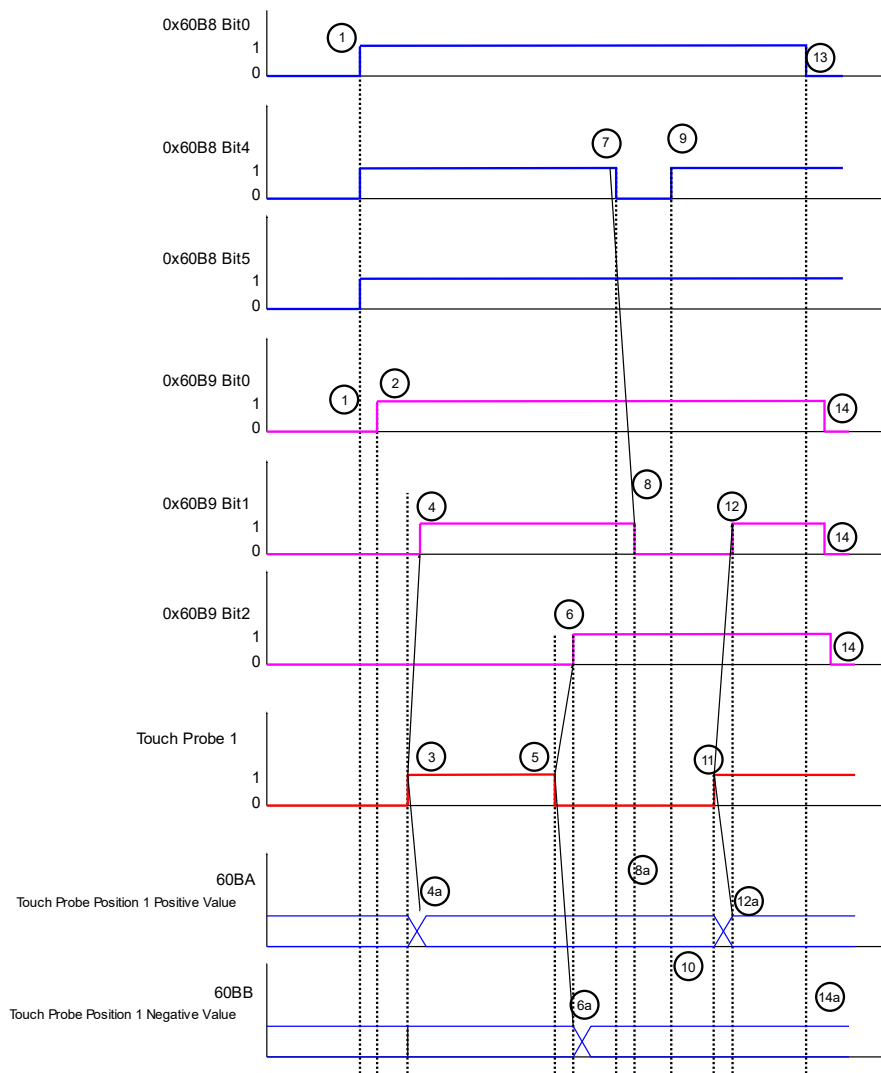 0x60B8 Bit0
1
1
0
13
0x60B8 Bit4
7
9
1
0
0x60B8 Bit5
1
0
0x60B9 Bit0
1
2
1
0
14
0x60B9 Bit1
4
8
12
1
0
14
0x60B9 Bit2
6
1
0
14
Touch Probe 1
3
5
11
1
0
60BA
Touch Probe Position 1 Positive Value
4a
8a
12a
60BB
Touch Probe Position 1 Negative Value
6a
10
14a